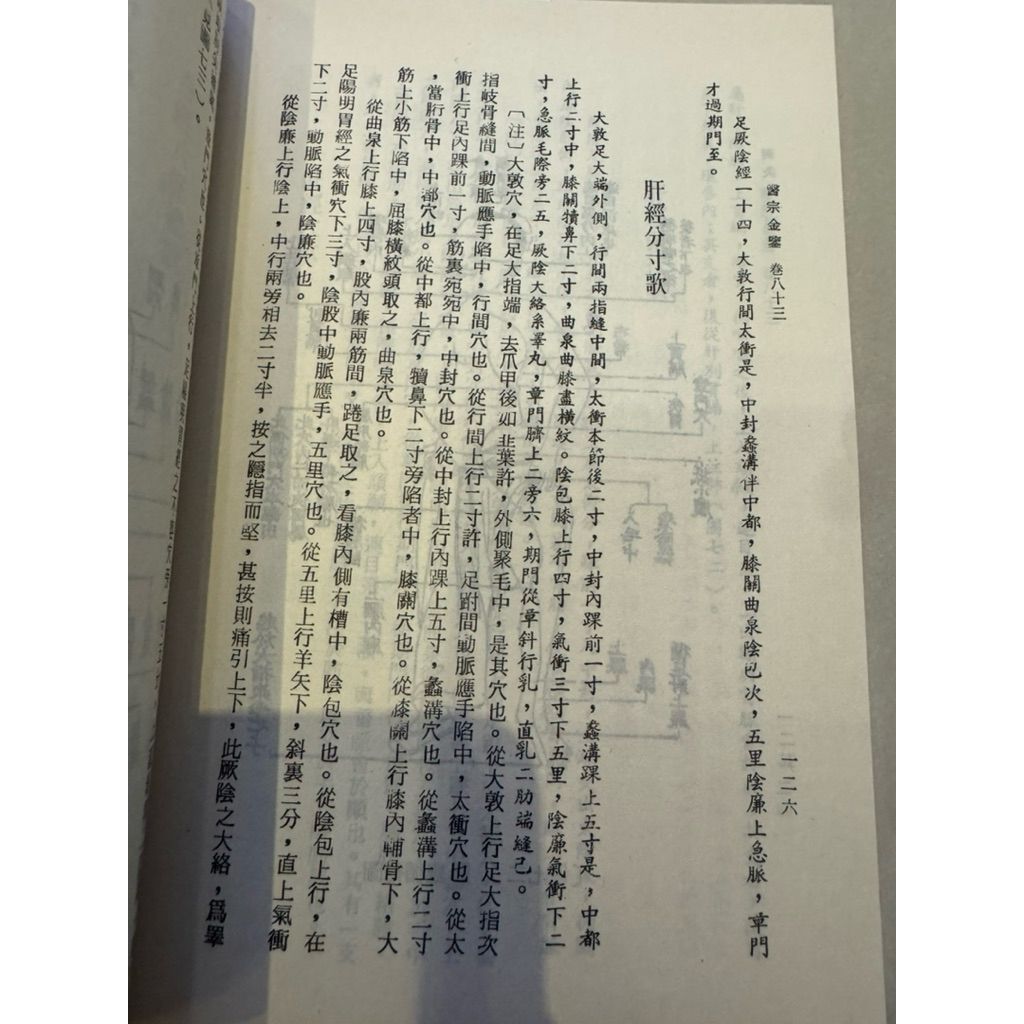 醫宗金鑒 卷八十三
一二六
足厥陰經一十四，大敦行間太衝是，中封蠡溝伴中都，膝關曲泉陰包次，五里陰廉上急脈，章門
才過期門至。
肝經分寸歌
大敦足大端外側，行間兩指縫中間，太衝本節後二寸，中封內踝前一寸，蠡溝踝上五寸是，中都
上行二寸中，膝關犢鼻下二寸，曲泉曲膝盡橫紋。陰包膝上行四寸，氣衝三寸下五里，陰廉氣衝下二
寸，急脈毛際旁二五，厥陰大絡系睪丸，章門臍上二旁六，期門從章斜行乳，直乳二肋端縫已。
〔注〕大敦穴，在足大指端，去爪甲後如韭葉許，外側聚毛中，是其穴也。從大敦上行足大指次
指岐骨縫間，動脈應手陷中，行間穴也。從行間上行二寸許，足跗間動脈應手陷中，太衝穴也。從太
衝上行足內踝前一寸，筋裏宛宛中，中封穴也。從中封上行內踝上五寸，蠡溝穴也。從蠡溝上行二寸
，當胻骨中，中都穴也。從中都上行，犢鼻下二寸旁陷者中，膝關穴也。從膝關上行膝內輔骨下，大
筋上小筋下陷中，屈膝橫紋頭取之，曲泉穴也。
從曲泉上行膝上四寸，股內廉兩筋間，踡足取之，看膝內側有槽中，陰包穴也。從陰包上行，在
足陽明胃經之氣衝穴下三寸，陰股中動脈應手，五里穴也。從五里上行羊矢下，斜裏三分，直上氣衝
下二寸，動脈陷中，陰廉穴也。
從陰廉上行陰上，中行兩旁相去二寸半，按之隱指而堅，甚按則痛引上下，此厥陰之大絡，為睪
七三）。